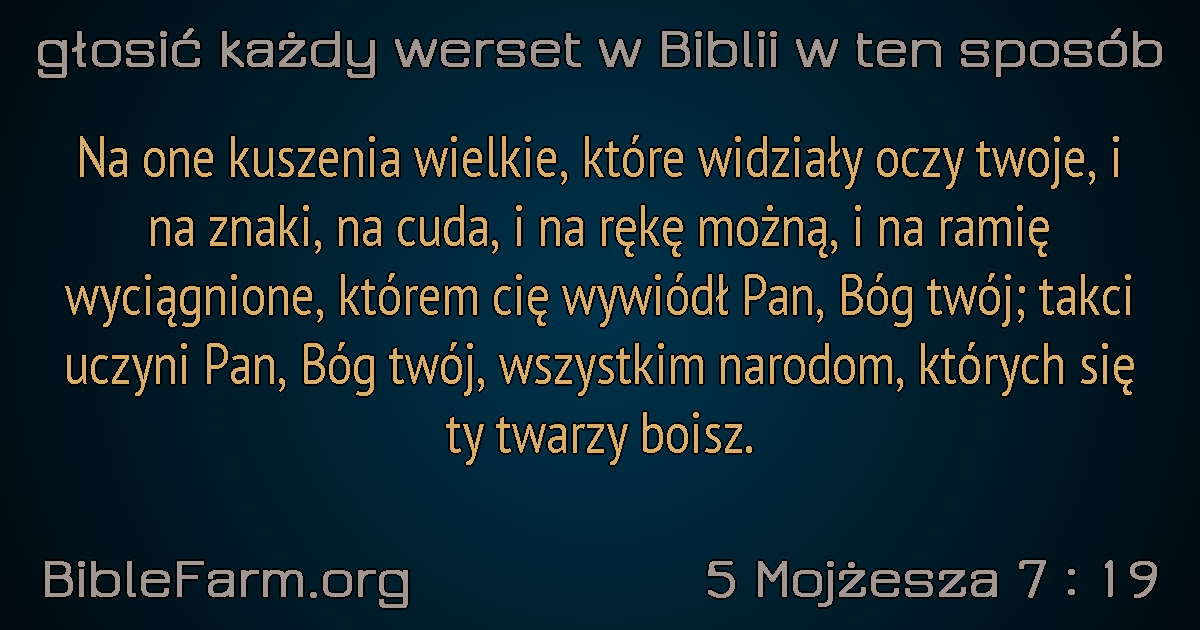 głosić każdy werset w Biblii w ten sposób
Na one kuszenia wielkie, które widziały oczy twoje, i
na znaki, na cuda, i na rękę możną, i na ramię
wyciągnione, którem cię wywiódł Pan, Bóg twój; takci
uczyni Pan, Bóg twój, wszystkim narodom, których się
ty twarzy boisz.
BibleFarm.org
5 Mojżesza 7 : 19